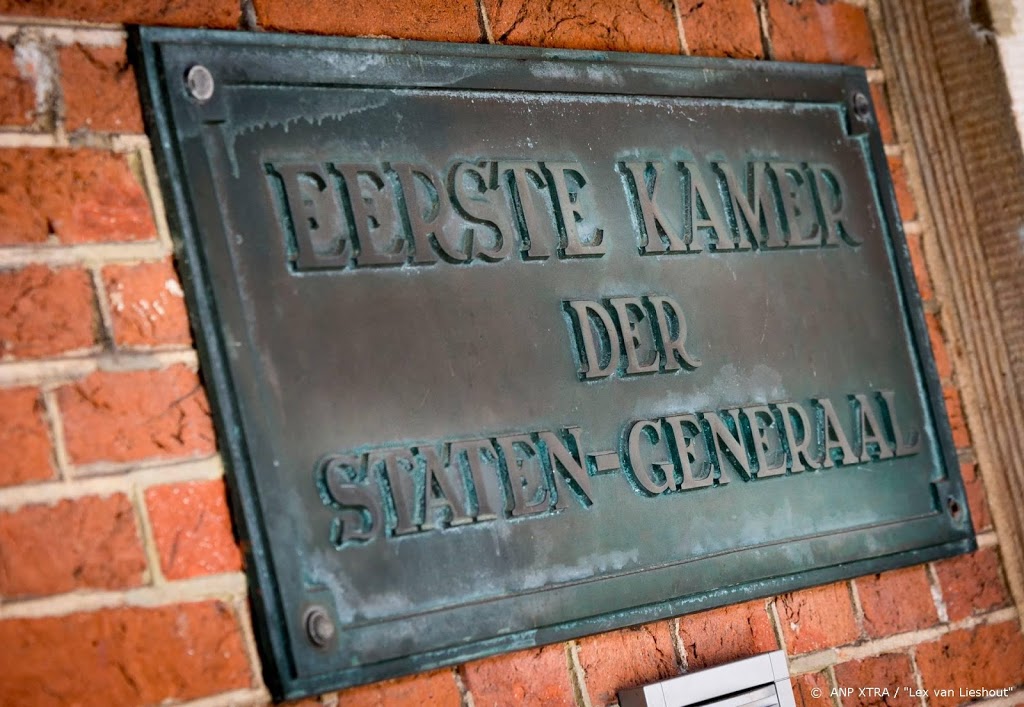 EERSTE KAMER
DER
STATEN-GENERAAL
© ANP XTRA / "Lex van Lieshout"